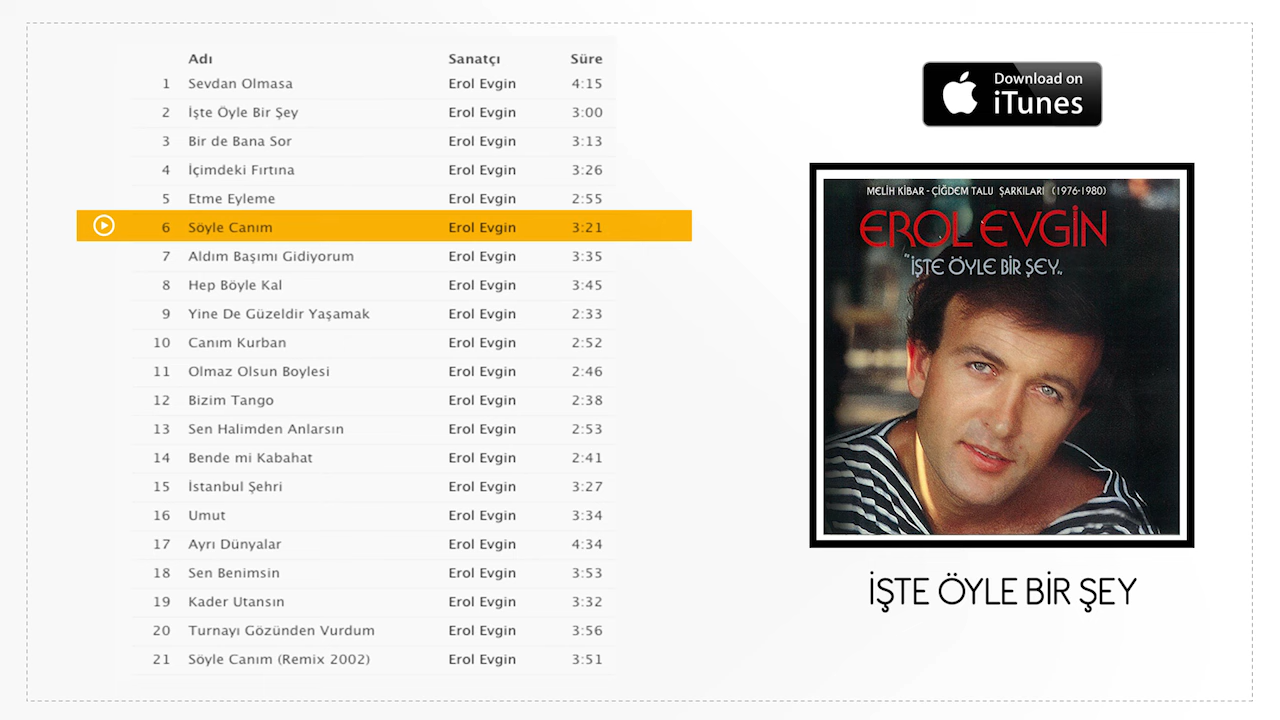 Adı Sanatçı Süre
1 Sevdan Olmasa Erol Evgin 4:15
2 İşte Öyle Bir Şey Erol Evgin 3:00
3 Bir de Bana Sor Erol Evgin 3:13
4 İçimdeki Fırtına Erol Evgin 3:26
5 Etme Eyleme Erol Evgin 2:55
6 Söyle Canım Erol Evgin 3:21
7 Aldım Başımı Gidiyorum Erol Evgin 3:35
8 Hep Böyle Kal Erol Evgin 3:45
9 Yine De Güzeldir Yaşamak Erol Evgin 2:33
10 Canım Kurban Erol Evgin 2:52
11 Olmaz Olsun Boylesi Erol Evgin 2:46
12 Bizim Tango Erol Evgin 2:38
13 Sen Halimden Anlarsın Erol Evgin 2:53
14 Bende mi Kabahat Erol Evgin 2:41
15 İstanbul Şehri Erol Evgin 3:27
16 Umut Erol Evgin 3:34
17 Ayrı Dünyalar Erol Evgin 4:34
18 Sen Benimsin Erol Evgin 3:53
19 Kader Utansın Erol Evgin 3:32
20 Turnayı Gözünden Vurdum Erol Evgin 3:56
21 Söyle Canım (Remix 2002) Erol Evgin 3:51
Download on
iTunes
MELİH KİBAR - ÇİĞDEM TALU ŞARKILARI (1976-1980)
EROL EVGİN
"İŞTE ÖYLE BİR ŞEY„
İŞTE ÖYLE BİR ŞEY